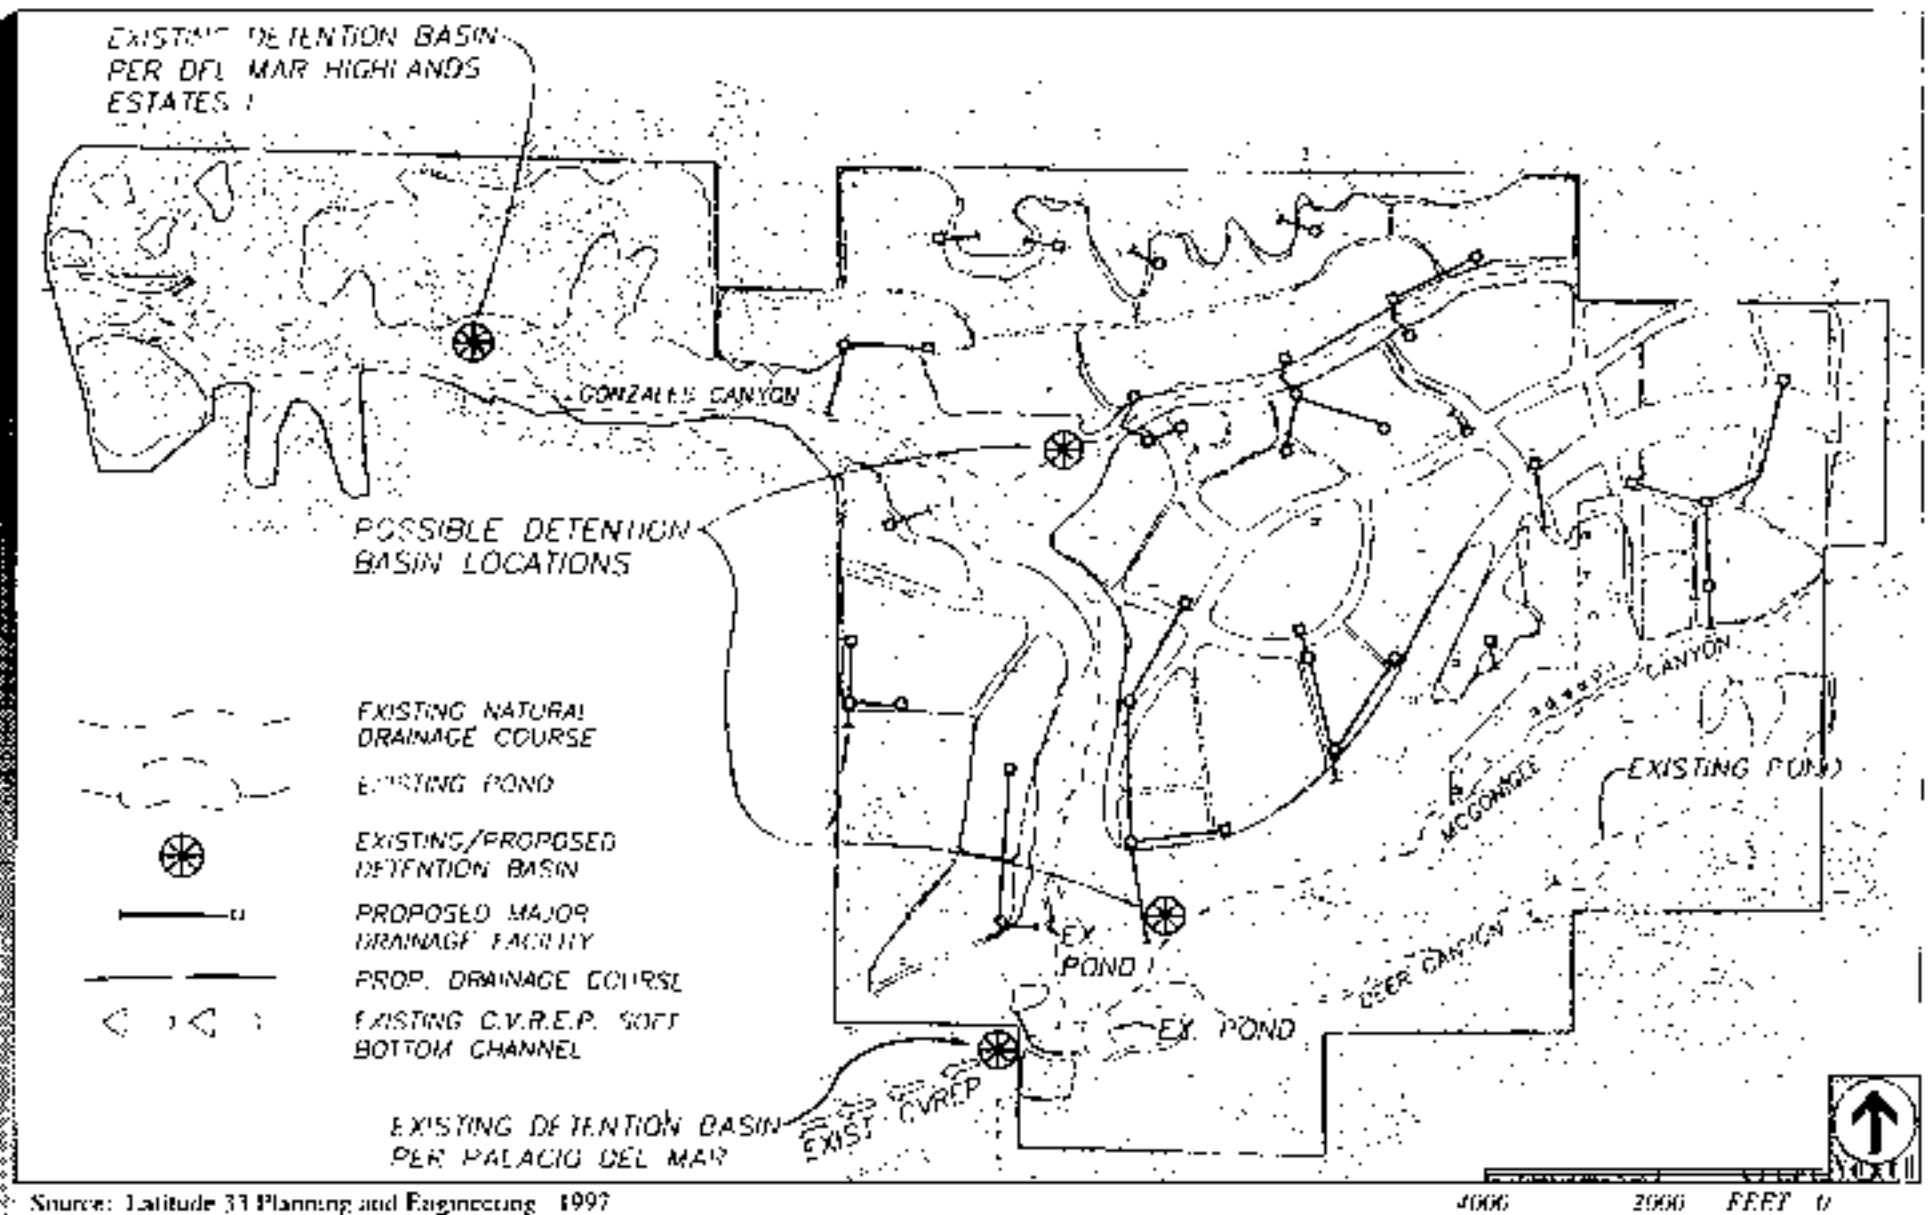 EXISTING DETENTION BASIN
PER DEL MAR HIGHLANDS
ESTATES I
GONZALES CANYON
POSSIBLE DETENTION
BASIN LOCATIONS
EXISTING NATURAL
DRAINAGE COURSE
EXISTING POND
EXISTING/PROPOSED
DETENTION BASIN
PROPOSED MAJOR
DRAINAGE FACILITY
PROP. DRAINAGE COURSE
EXISTING C.V.R.E.P. SOFT
BOTTOM CHANNEL
CANYON
MCGONIGLE
EXISTING POND
DEER CANYON
EX.
POND
EX. POND
EXIST. CVREP
EXISTING DETENTION BASIN
PER PALACIO DEL MAR
Source: Latitude 33 Planning and Engineering 1997
4000 2000 FEET 0